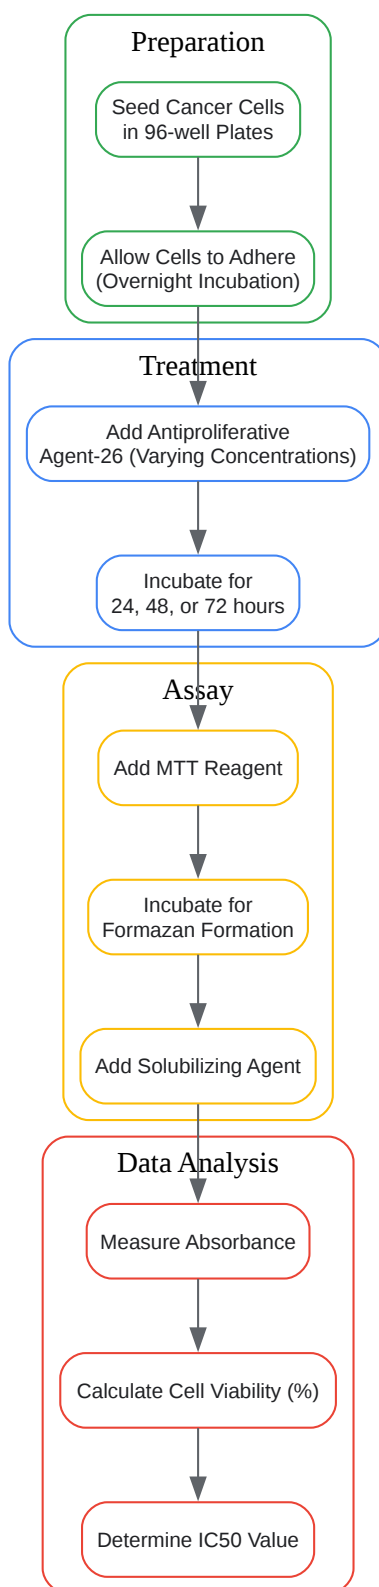 Preparation
Seed Cancer Cells
in 96-well Plates
Allow Cells to Adhere
(Overnight Incubation)
Treatment
Add Antiproliferative
Agent-26 (Varying Concentrations)
Incubate for
24, 48, or 72 hours
Assay
Add MTT Reagent
Incubate for
Formazan Formation
Add Solubilizing Agent
Data Analysis
Measure Absorbance
Calculate Cell Viability (%)
Determine IC50 Value